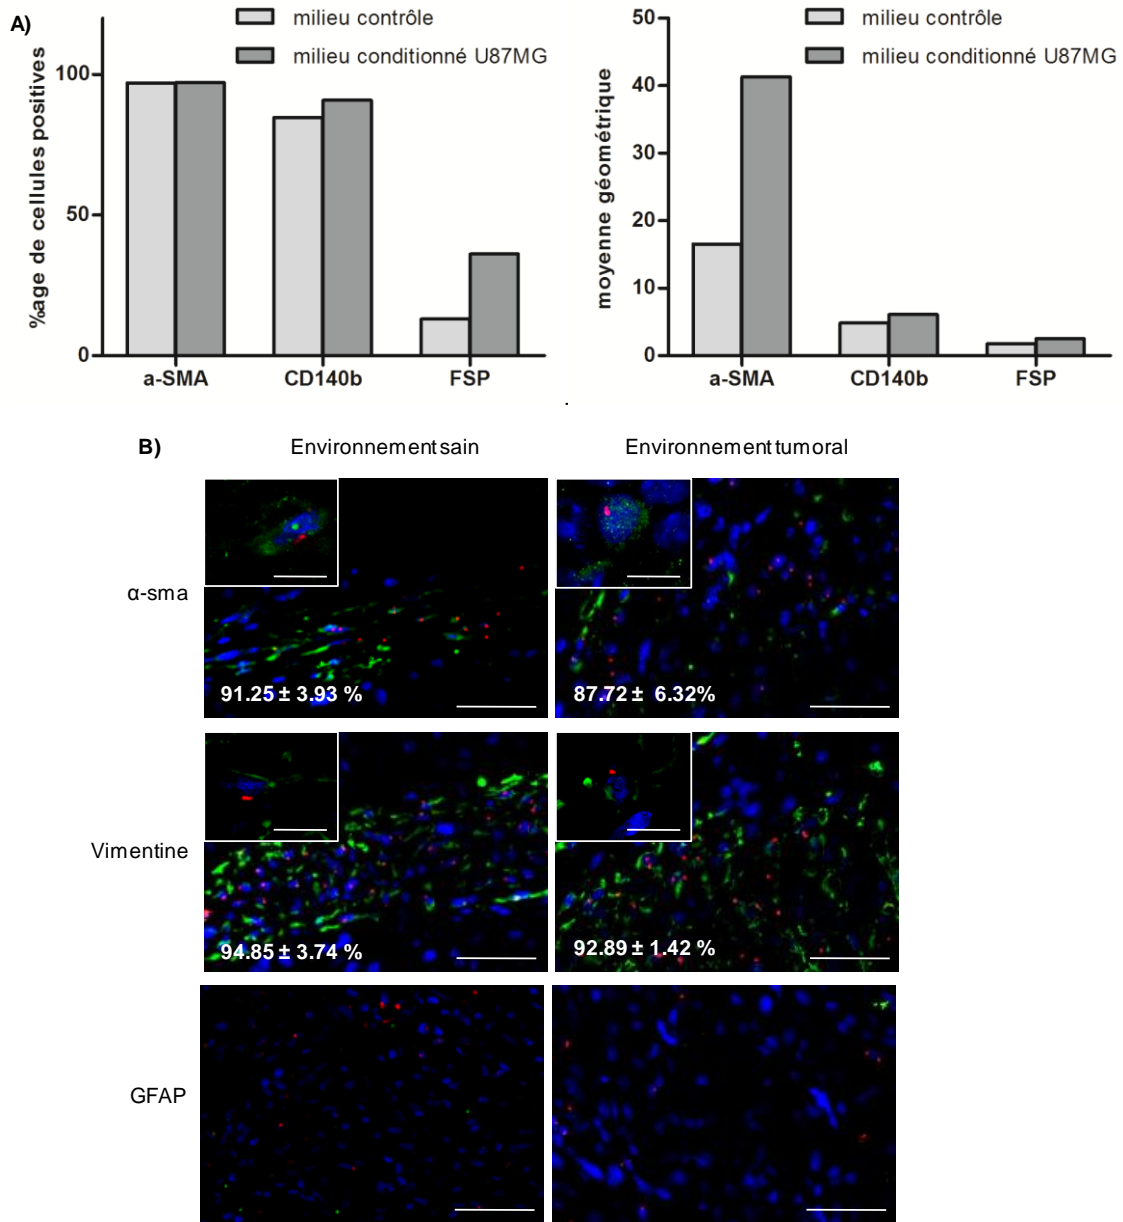 A)
milieu contrôle
milieu conditionné U87MG
%age de cellules positives
100
50
0
a-SMA CD140b FSP
milieu contrôle
milieu conditionné U87MG
moyenne géométrique
50
40
30
20
10
0
a-SMA CD140b FSP
.
B) Environnement sain Environnement tumoral
α-sma
91.25 ± 3.93 % 87.72 ± 6.32%
Vimentine
94.85 ± 3.74 % 92.89 ± 1.42 %
GFAP